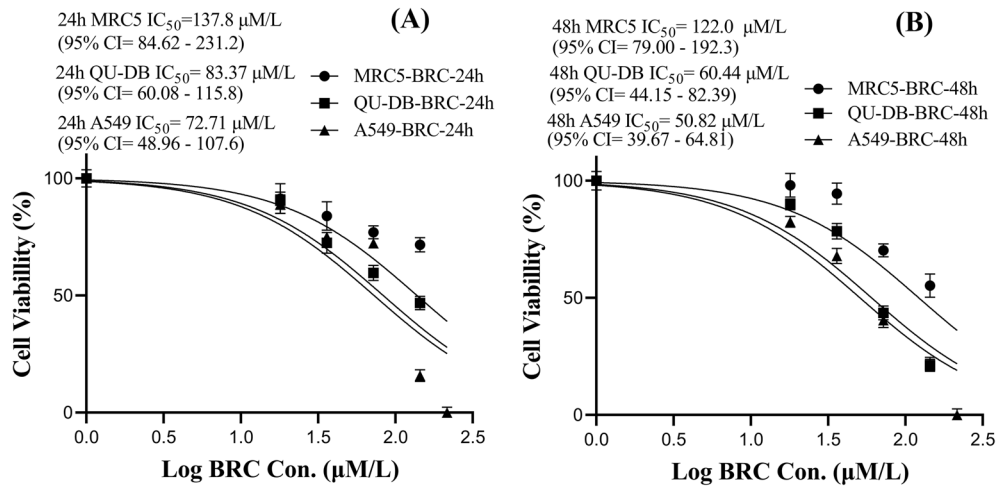 (A)
24h MRC5 IC50=137.8 μM/L
(95% CI= 84.62 - 231.2)
24h QU-DB IC50= 83.37 μM/L
(95% CI= 60.08 - 115.8)
24h A549 IC50= 72.71 μM/L
(95% CI= 48.96 - 107.6)
MRC5-BRC-24h
QU-DB-BRC-24h
A549-BRC-24h
Cell Viabillity (%)
100
50
0
0.0 0.5 1.0 1.5 2.0 2.5
Log BRC Con. (μM/L)
(B)
48h MRC5 IC50= 122.0 μM/L
(95% CI= 79.00 - 192.3)
48h QU-DB IC50= 60.44 μM/L
(95% CI= 44.15 - 82.39)
48h A549 IC50= 50.82 μM/L
(95% CI= 39.67 - 64.81)
MRC5-BRC-48h
QU-DB-BRC-48h
A549-BRC-48h
Cell Viability (%)
100
50
0
0.0 0.5 1.0 1.5 2.0 2.5
Log BRC Con. (μM/L)